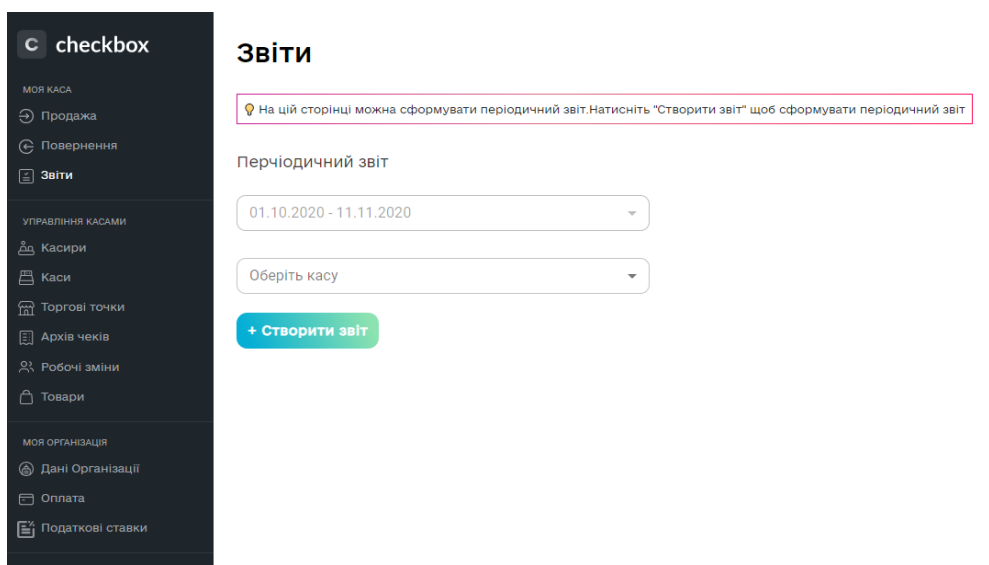 checkbox
МОЯ КАСА
Продажа
Повернення
Звіти
УПРАВЛІННЯ КАСАМИ
Касири
Каси
Торгові точки
Архів чеків
Робочі зміни
Товари
МОЯ ОРГАНІЗАЦІЯ
Дані Організації
Оплата
Податкові ставки
Звіти
На цій сторінці можна сформувати періодичний звіт.Натисніть "Створити звіт" щоб сформувати періодичний звіт
Перчіодичний звіт
01.10.2020 - 11.11.2020
Оберіть касу
+ Створити звіт